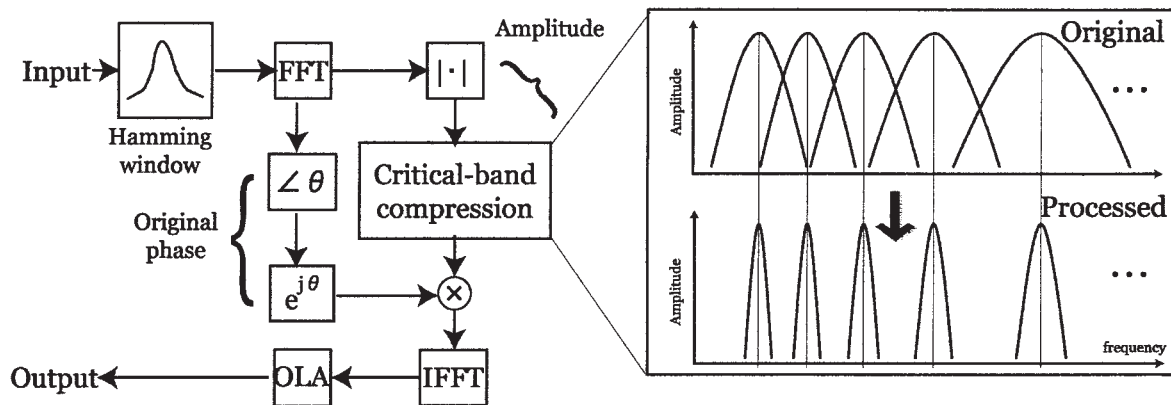 Input
Hamming
window
FFT
|·|
Amplitude
∠ θ
Original
phase
e^jθ
Critical-band
compression
×
IFFT
OLA
Output
Original
Amplitude
...
Processed
Amplitude
...
frequency